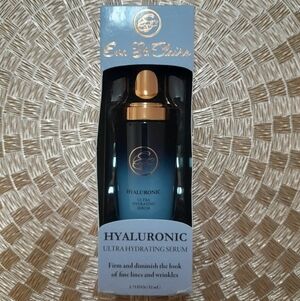 HYALURONIC
ULTRA
HYDRATING
SERUM
HYALURONIC
ULTRA HYDRATING SERUM
Firm and diminish the look
of fine lines and wrinkles